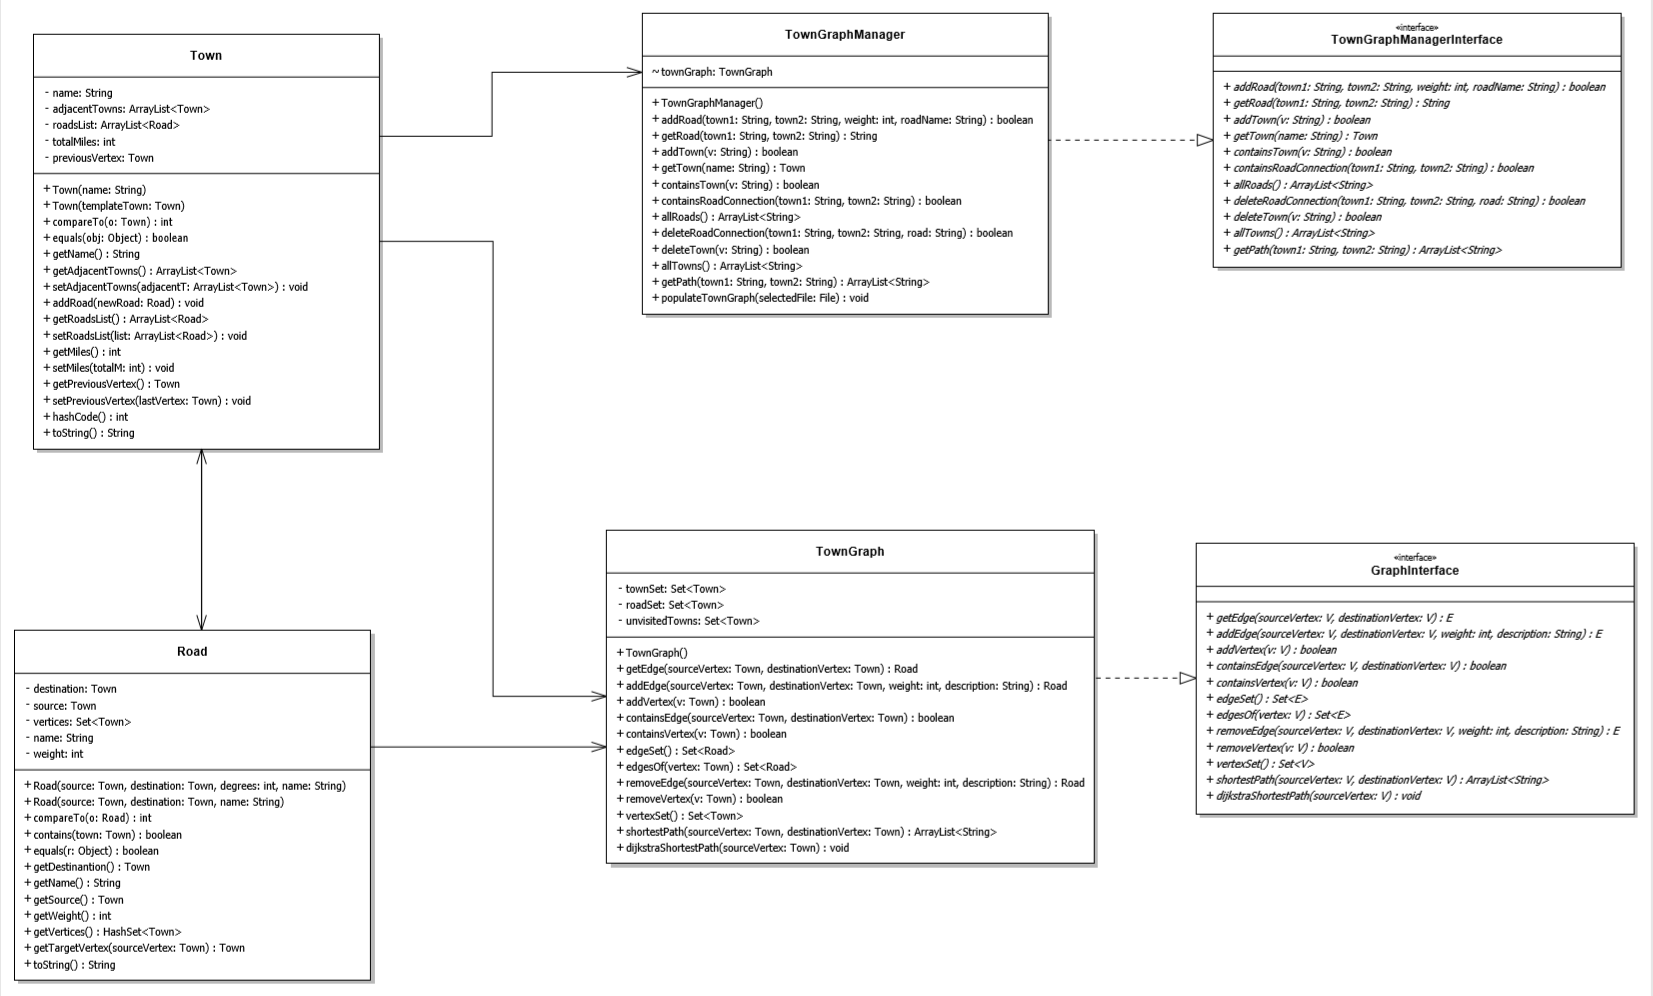 Town
- name: String
- adjacentTowns: ArrayList<Town>
- roadsList: ArrayList<Road>
- totalMiles: int
- previousVertex: Town
+ Town(name: String)
+ Town(templateTown: Town)
+ compareTo(o: Town) : int
+ equals(obj: Object) : boolean
+ getName() : String
+ getAdjacentTowns() : ArrayList<Town>
+ setAdjacentTowns(adjacentT: ArrayList<Town>) : void
+ addRoad(newRoad: Road) : void
+ getRoadsList() : ArrayList<Road>
+ setRoadsList(list: ArrayList<Road>) : void
+ getMiles() : int
+ setMiles(totalM: int) : void
+ getPreviousVertex() : Town
+ setPreviousVertex(lastVertex: Town) : void
+ hashCode() : int
+ toString() : String
TownGraphManager
~ townGraph: TownGraph
+ TownGraphManager()
+ addRoad(town1: String, town2: String, weight: int, roadName: String) : boolean
+ getRoad(town1: String, town2: String) : String
+ addTown(v: String) : boolean
+ getTown(name: String) : Town
+ containsTown(v: String) : boolean
+ containsRoadConnection(town1: String, town2: String) : boolean
+ allRoads() : ArrayList<String>
+ deleteRoadConnection(town1: String, town2: String, road: String) : boolean
+ deleteTown(v: String) : boolean
+ allTowns() : ArrayList<String>
+ getPath(town1: String, town2: String) : ArrayList<String>
+ populateTownGraph(selectedFile: File) : void
«interface»
TownGraphManagerInterface
+ addRoad(town1: String, town2: String, weight: int, roadName: String) : boolean
+ getRoad(town1: String, town2: String) : String
+ addTown(v: String) : boolean
+ getTown(name: String) : Town
+ containsTown(v: String) : boolean
+ containsRoadConnection(town1: String, town2: String) : boolean
+ allRoads() : ArrayList<String>
+ deleteRoadConnection(town1: String, town2: String, road: String) : boolean
+ deleteTown(v: String) : boolean
+ allTowns() : ArrayList<String>
+ getPath(town1: String, town2: String) : ArrayList<String>
Road
- destination: Town
- source: Town
- vertices: Set<Town>
- name: String
- weight: int
+ Road(source: Town, destination: Town, degrees: int, name: String)
+ Road(source: Town, destination: Town, name: String)
+ compareTo(o: Road) : int
+ contains(town: Town) : boolean
+ equals(r: Object) : boolean
+ getDestinantion() : Town
+ getName() : String
+ getSource() : Town
+ getWeight() : int
+ getVertices() : HashSet<Town>
+ getTargetVertex(sourceVertex: Town) : Town
+ toString() : String
TownGraph
- townSet: Set<Town>
- roadSet: Set<Town>
- unvisitedTowns: Set<Town>
+ TownGraph()
+ getEdge(sourceVertex: Town, destinationVertex: Town) : Road
+ addEdge(sourceVertex: Town, destinationVertex: Town, weight: int, description: String) : Road
+ addVertex(v: Town) : boolean
+ containsEdge(sourceVertex: Town, destinationVertex: Town) : boolean
+ containsVertex(v: Town) : boolean
+ edgeSet() : Set<Road>
+ edgesOf(vertex: Town) : Set<Road>
+ removeEdge(sourceVertex: Town, destinationVertex: Town, weight: int, description: String) : Road
+ removeVertex(v: Town) : boolean
+ vertexSet() : Set<Town>
+ shortestPath(sourceVertex: Town, destinationVertex: Town) : ArrayList<String>
+ dijkstraShortestPath(sourceVertex: Town) : void
«interface»
GraphInterface
+ getEdge(sourceVertex: V, destinationVertex: V) : E
+ addEdge(sourceVertex: V, destinationVertex: V, weight: int, description: String) : E
+ addVertex(v: V) : boolean
+ containsEdge(sourceVertex: V, destinationVertex: V) : boolean
+ containsVertex(v: V) : boolean
+ edgeSet() : Set<E>
+ edgesOf(vertex: V) : Set<E>
+ removeEdge(sourceVertex: V, destinationVertex: V, weight: int, description: String) : E
+ removeVertex(v: V) : boolean
+ vertexSet() : Set<V>
+ shortestPath(sourceVertex: V, destinationVertex: V) : ArrayList<String>
+ dijkstraShortestPath(sourceVertex: V) : void